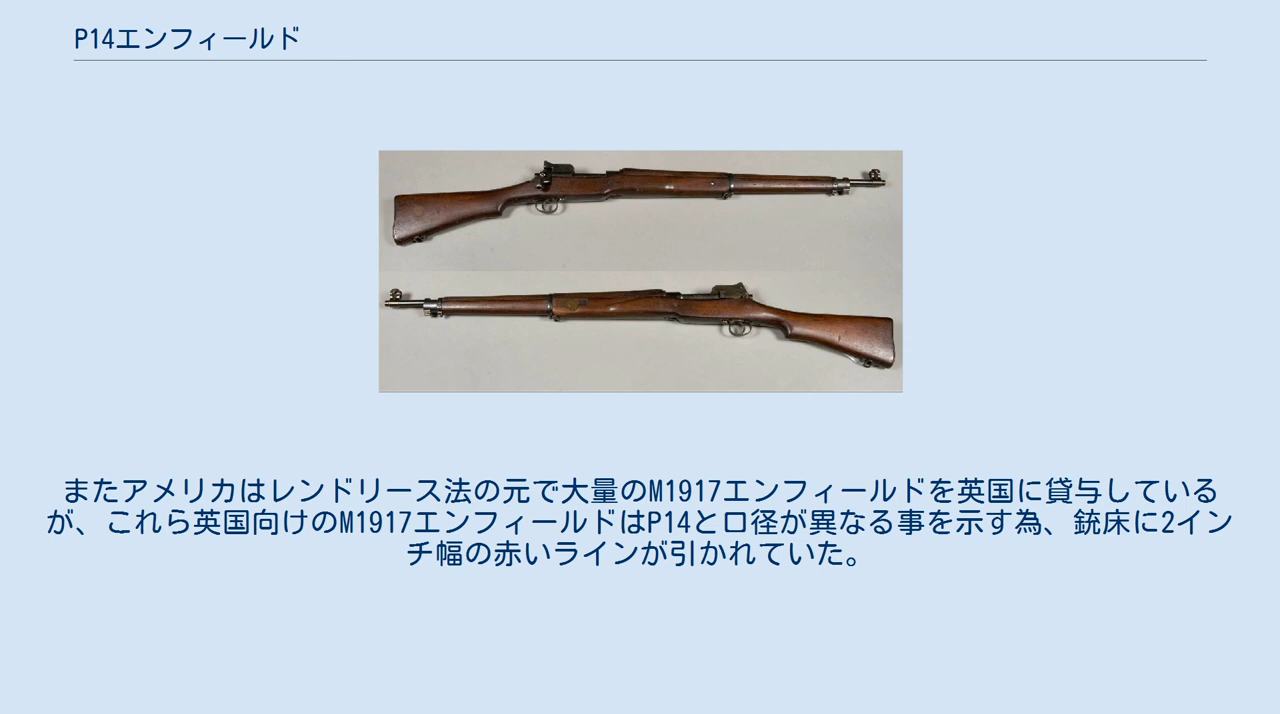 P14エンフィールド
またアメリカはレンドリース法の元で大量のM1917エンフィールドを英国に貸与している
が、これら英国向けのM1917エンフィールドはP14と口径が異なる事を示す為、銃床に2イン
チ幅の赤いラインが引かれていた。